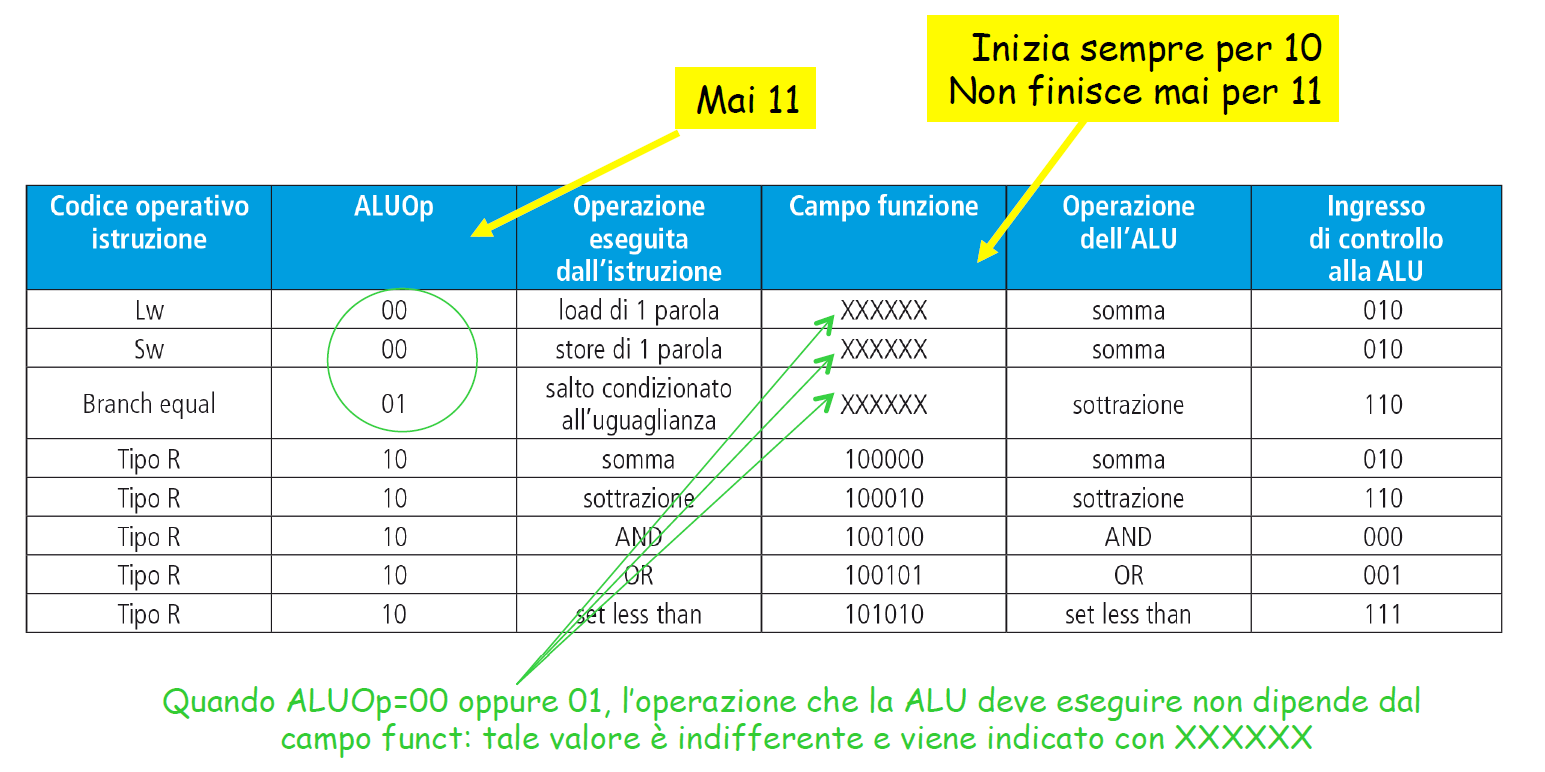 Inizia sempre per 10
Mai 11
Non finisce mai per 11
Codice operativo istruzione | ALUOp | Operazione eseguita dall'istruzione | Campo funzione | Operazione dell'ALU | Ingresso di controllo alla ALU
Lw | 00 | load di 1 parola | XXXXXX | somma | 010
Sw | 00 | store di 1 parola | XXXXXX | somma | 010
Branch equal | 01 | salto condizionato all'uguaglianza | XXXXXX | sottrazione | 110
Tipo R | 10 | somma | 100000 | somma | 010
Tipo R | 10 | sottrazione | 100010 | sottrazione | 110
Tipo R | 10 | AND | 100100 | AND | 000
Tipo R | 10 | OR | 100101 | OR | 001
Tipo R | 10 | set less than | 101010 | set less than | 111
Quando ALUOp=00 oppure 01, l'operazione che la ALU deve eseguire non dipende dal
campo funct: tale valore è indifferente e viene indicato con XXXXXX